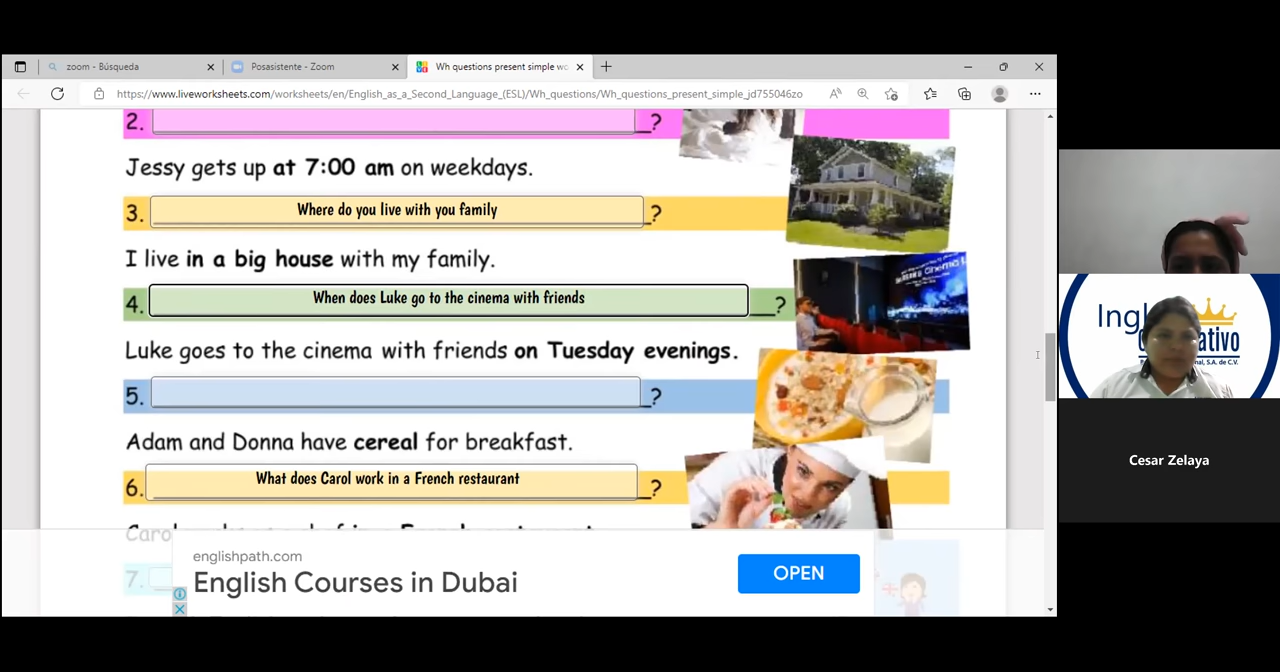 zoom - Búsqueda
Posasistente - Zoom
Wh questions present simple wo
https://www.liveworksheets.com/worksheets/en/English_as_a_Second_Language_(ESL)/Wh_questions/Wh_questions_present_simple_jd755046zo
2. ?
Jessy gets up at 7:00 am on weekdays.
3. Where do you live with you family ?
I live in a big house with my family.
4. When does Luke go to the cinema with friends ?
Luke goes to the cinema with friends on Tuesday evenings.
5. ?
Adam and Donna have cereal for breakfast.
6. What does Carol work in a French restaurant ?
englishpath.com
English Courses in Dubai
OPEN
7.
Cesar Zelaya